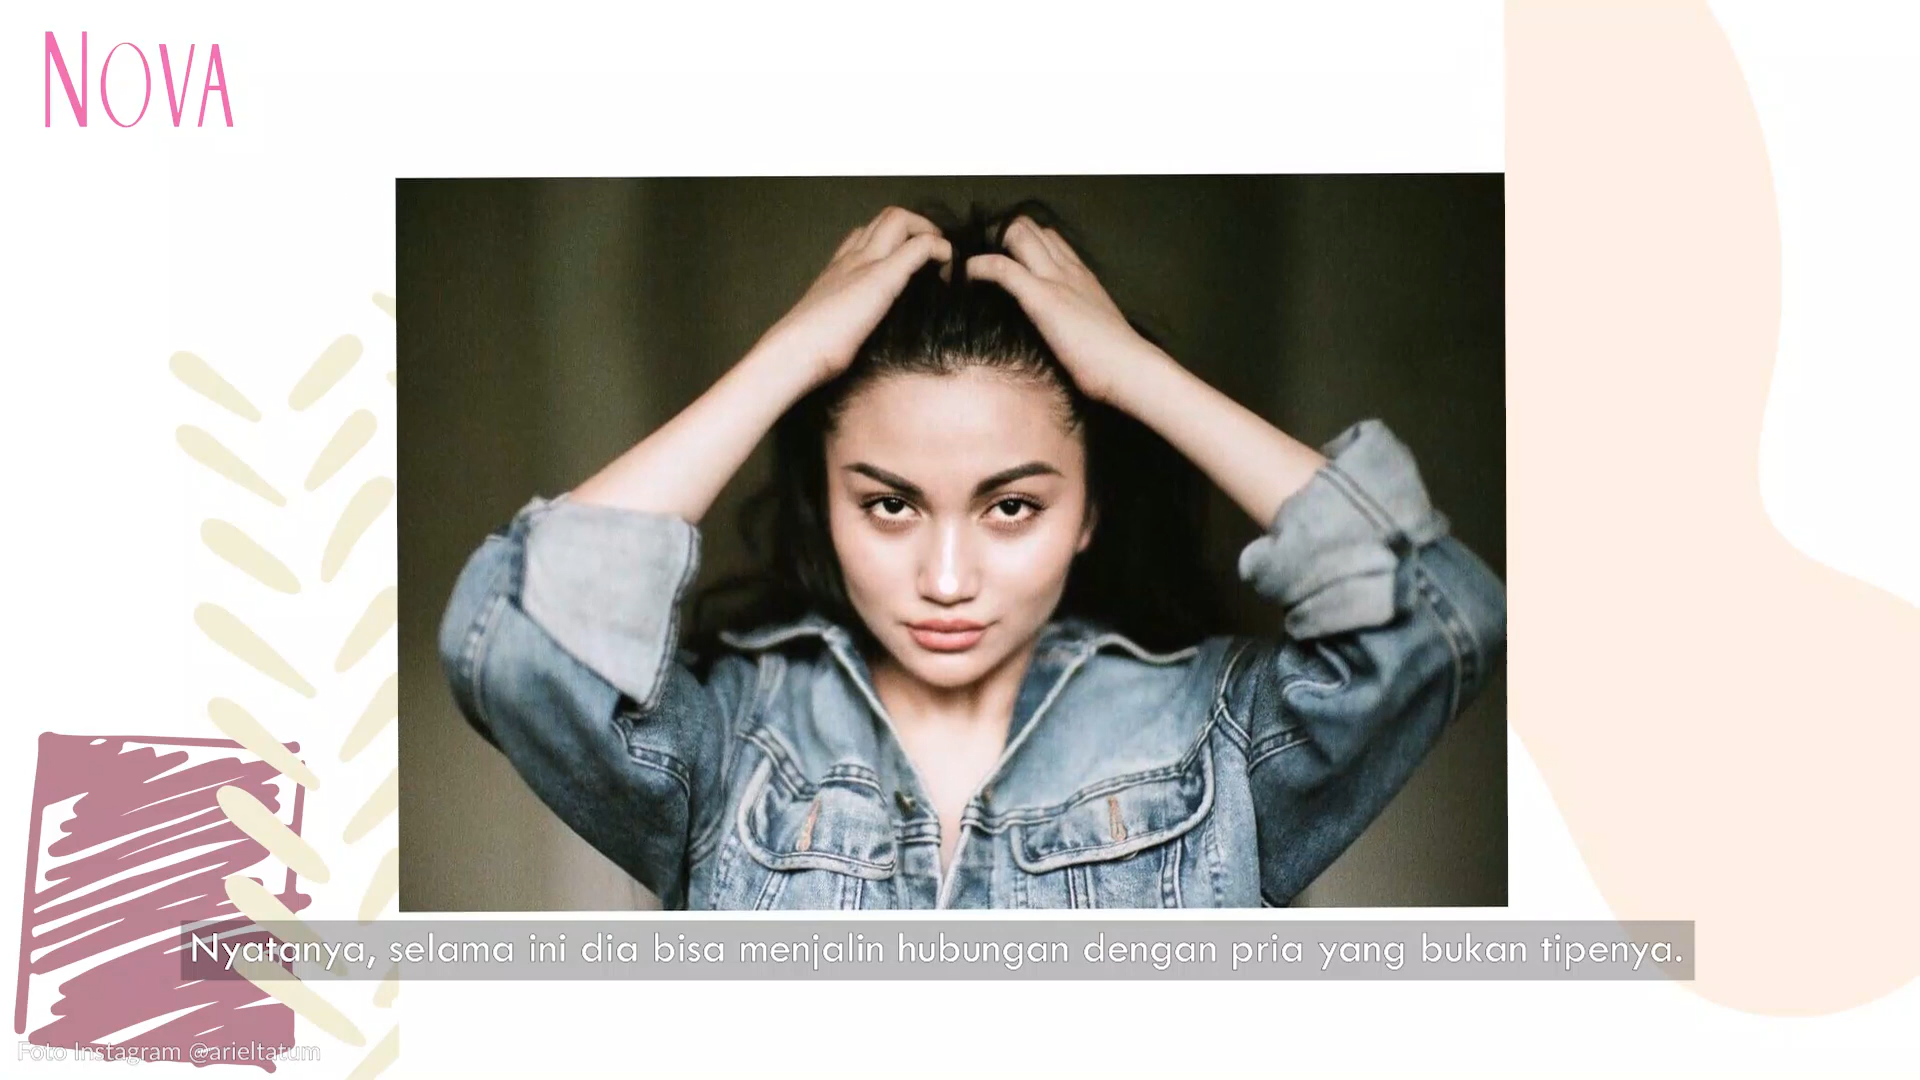 NOVA
Nyatanya, selama ini dia bisa menjalin hubungan dengan pria yang bukan tipenya.
Foto Instagram @arieltatum